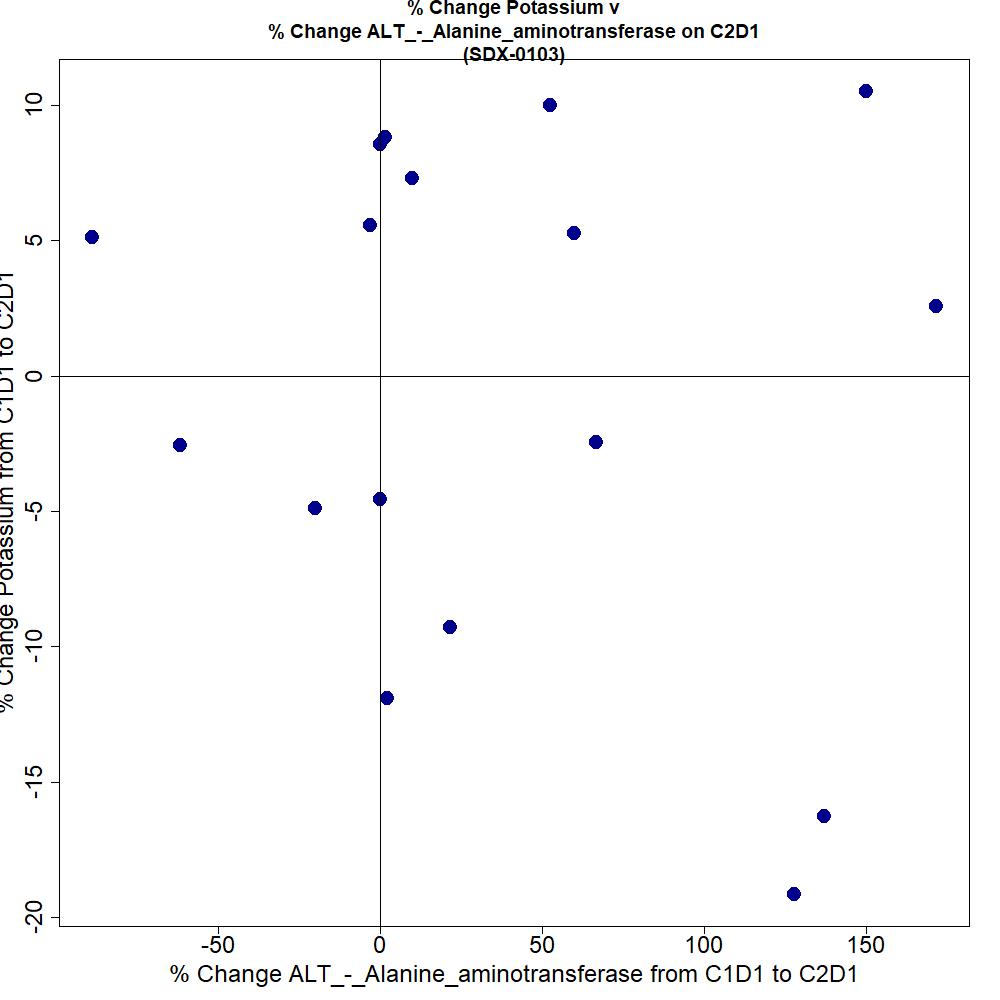 % Change Potassium v
% Change ALT_-_Alanine_aminotransferase on C2D1
(SDX-0103)
% Change Potassium from C1D1 to C2D1
10
5
0
-5
-10
-15
-20
-50
0
50
100
150
% Change ALT_-_Alanine_aminotransferase from C1D1 to C2D1